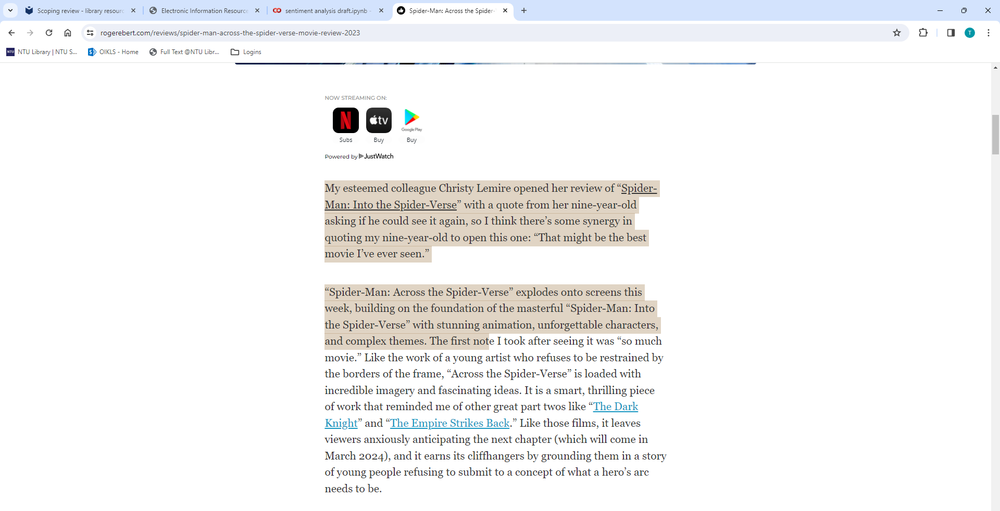 Scoping review - library resourc
Electronic Information Resource
sentiment analysis draft.ipynb -
Spider-Man: Across the Spider-
rogerebert.com/reviews/spider-man-across-the-spider-verse-movie-review-2023
T
NTU
NTU Library | NTU S...
OIKLS - Home
Full Text @NTU Libr...
Logins
NOW STREAMING ON:
N
tv
Google Play
Subs
Buy
Buy
Powered by JustWatch
My esteemed colleague Christy Lemire opened her review of “Spider-
Man: Into the Spider-Verse” with a quote from her nine-year-old
asking if he could see it again, so I think there’s some synergy in
quoting my nine-year-old to open this one: “That might be the best
movie I’ve ever seen.”
“Spider-Man: Across the Spider-Verse” explodes onto screens this
week, building on the foundation of the masterful “Spider-Man: Into
the Spider-Verse” with stunning animation, unforgettable characters,
and complex themes. The first note I took after seeing it was “so much
movie.” Like the work of a young artist who refuses to be restrained by
the borders of the frame, “Across the Spider-Verse” is loaded with
incredible imagery and fascinating ideas. It is a smart, thrilling piece
of work that reminded me of other great part twos like “The Dark
Knight” and “The Empire Strikes Back.” Like those films, it leaves
viewers anxiously anticipating the next chapter (which will come in
March 2024), and it earns its cliffhangers by grounding them in a story
of young people refusing to submit to a concept of what a hero’s arc
needs to be.